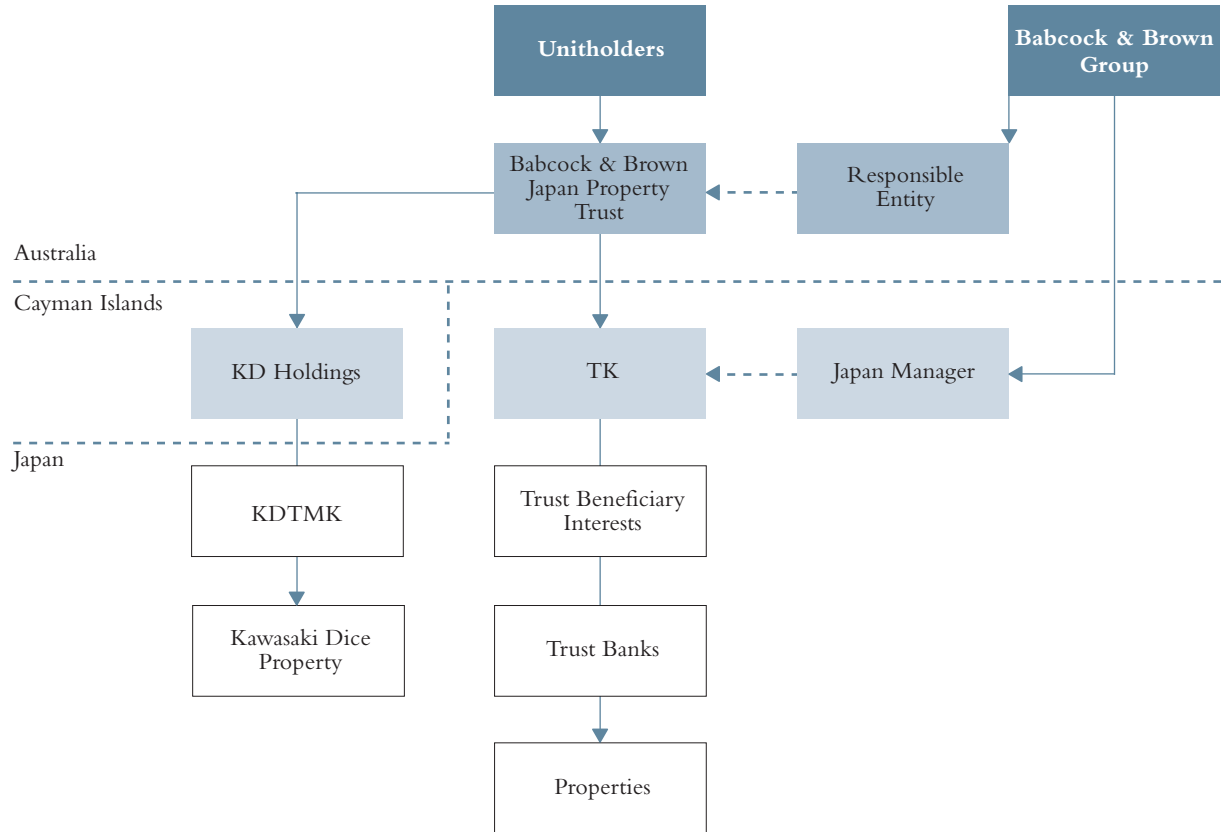 Unitholders
Babcock & Brown
Group
Babcock & Brown
Japan Property
Trust
Responsible
Entity
Australia
Cayman Islands
KD Holdings
TK
Japan Manager
Japan
KDTMK
Trust Beneficiary
Interests
Kawasaki Dice
Property
Trust Banks
Properties